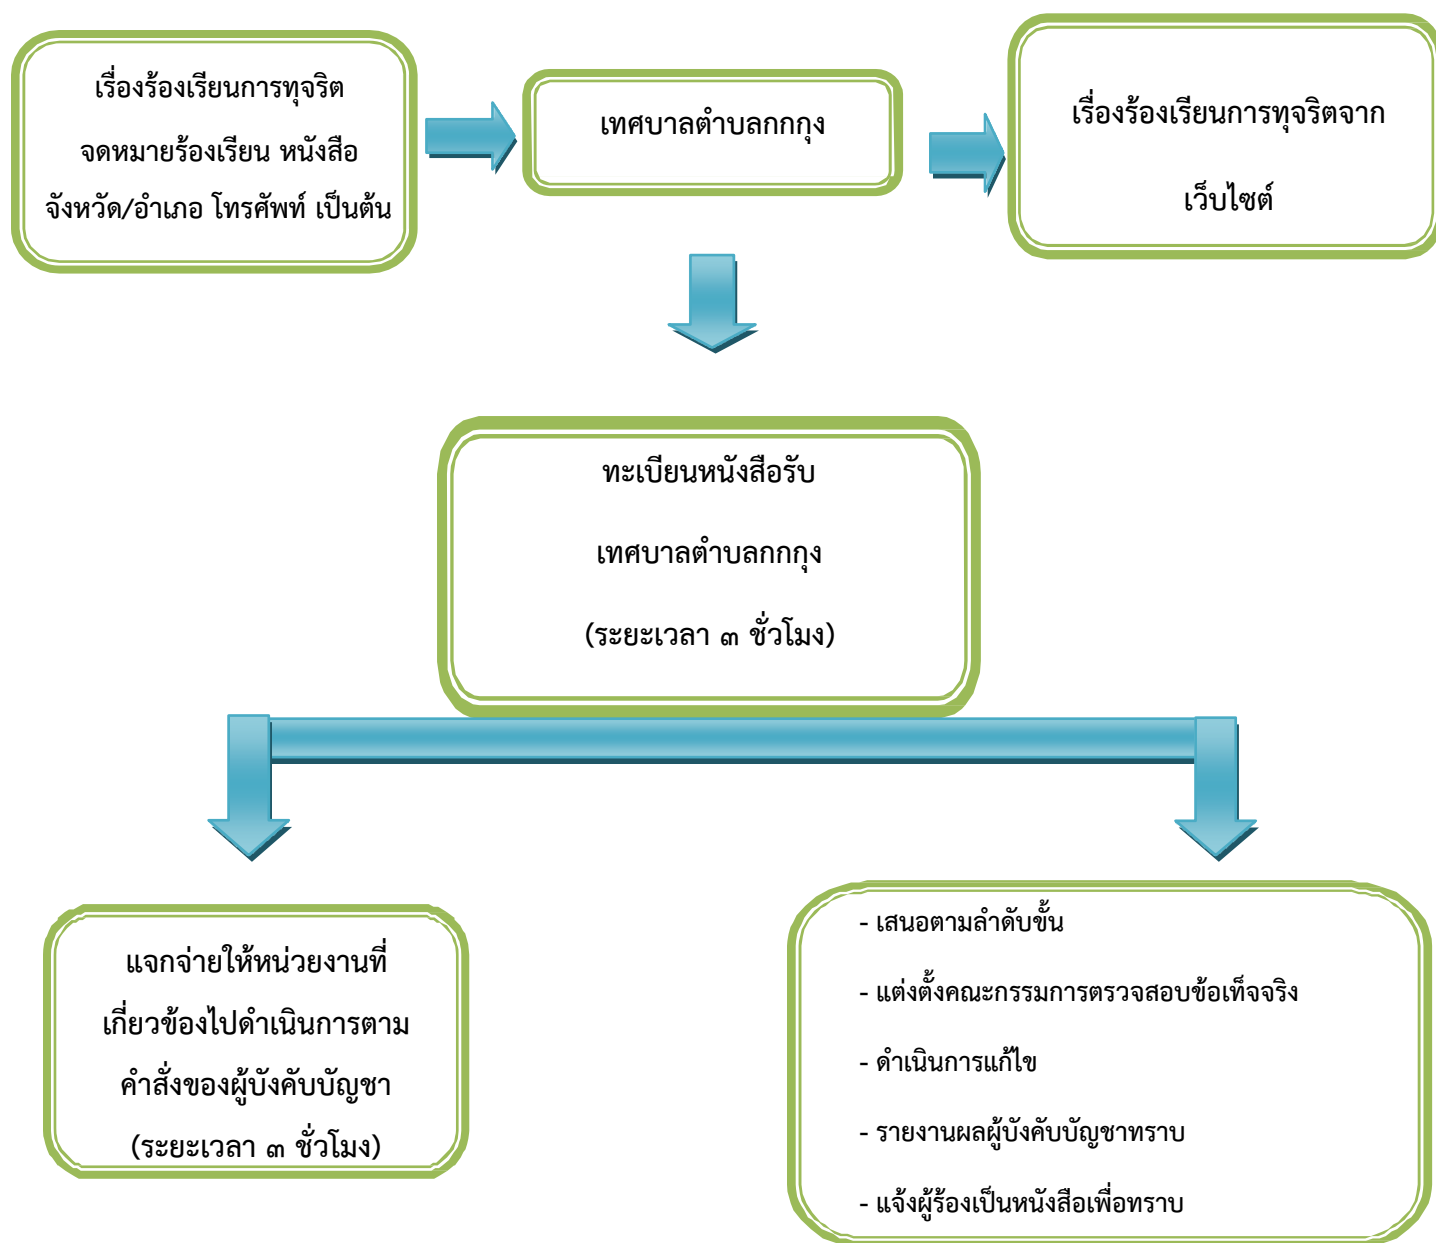 เรื่องร้องเรียนการทุจริต
จดหมายร้องเรียน หนังสือ
จังหวัด/อำเภอ โทรศัพท์ เป็นต้น
เทศบาลตำบลกกกุง
เรื่องร้องเรียนการทุจริตจาก
เว็บไซต์
ทะเบียนหนังสือรับ
เทศบาลตำบลกกกุง
(ระยะเวลา ๓ ชั่วโมง)
แจกจ่ายให้หน่วยงานที่
เกี่ยวข้องไปดำเนินการตาม
คำสั่งของผู้บังคับบัญชา
(ระยะเวลา ๓ ชั่วโมง)
- เสนอตามลำดับขั้น
- แต่งตั้งคณะกรรมการตรวจสอบข้อเท็จจริง
- ดำเนินการแก้ไข
- รายงานผลผู้บังคับบัญชาทราบ
- แจ้งผู้ร้องเป็นหนังสือเพื่อทราบ